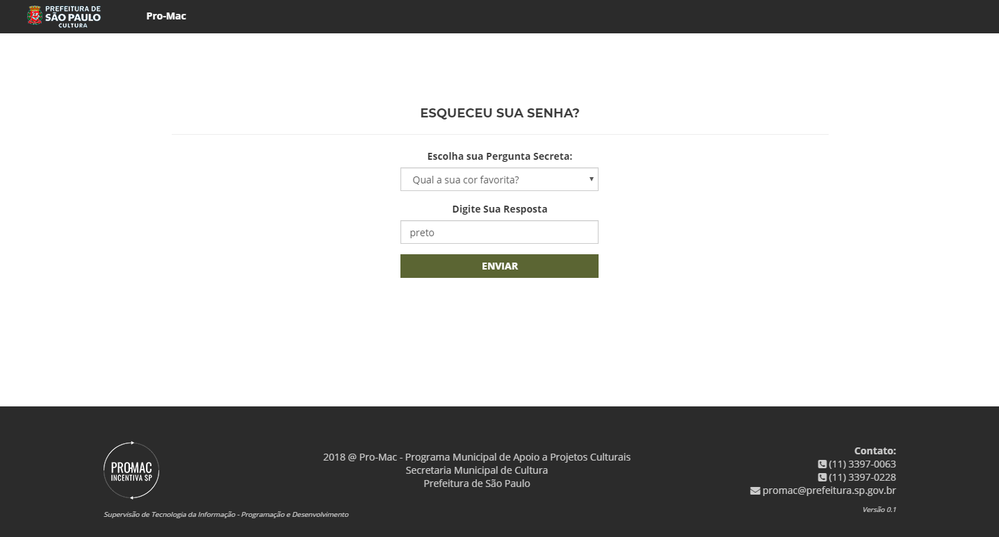 PREFEITURA DE
SÃO PAULO
CULTURA
Pro-Mac
ESQUECEU SUA SENHA?
Escolha sua Pergunta Secreta:
Qual a sua cor favorita?
Digite Sua Resposta
preto
ENVIAR
PROMAC
INCENTIVA SP
Supervisão de Tecnologia da Informação - Programação e Desenvolvimento
2018 @ Pro-Mac - Programa Municipal de Apoio a Projetos Culturais
Secretaria Municipal de Cultura
Prefeitura de São Paulo
Contato:
(11) 3397-0063
(11) 3397-0228
promac@prefeitura.sp.gov.br
Versão 0.1